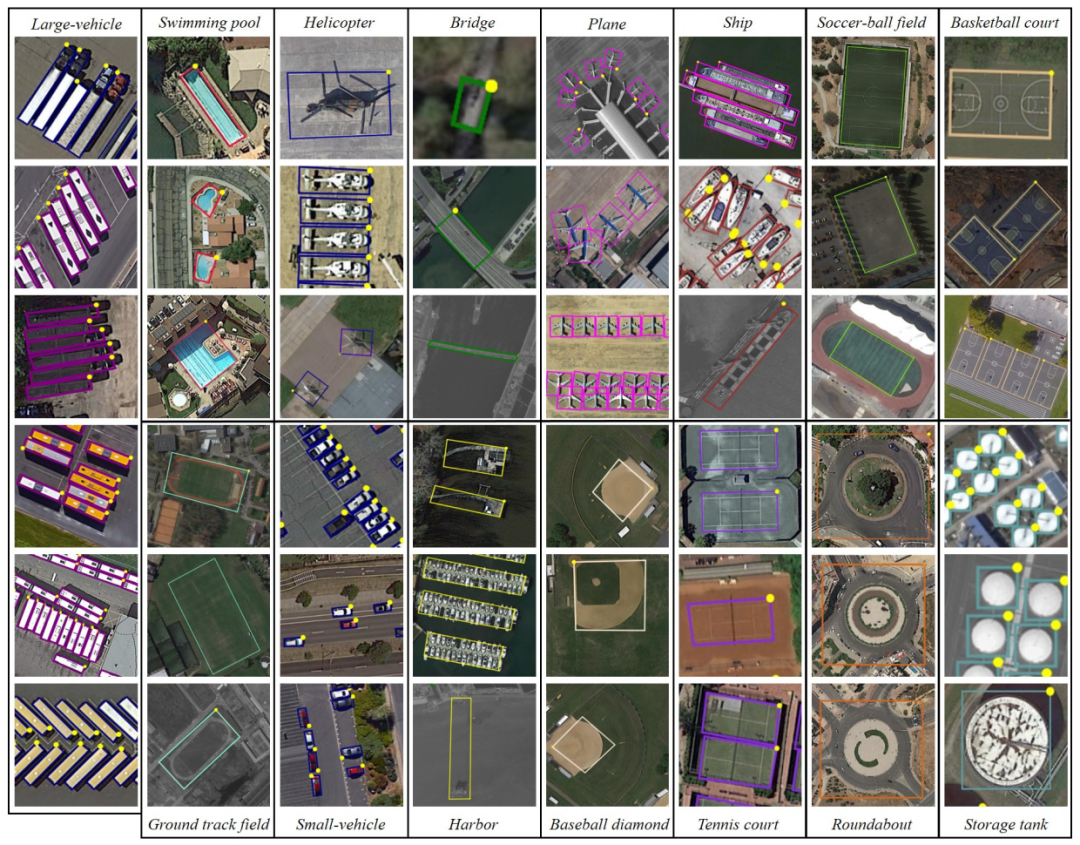 Large-vehicle
Swimming pool
Helicopter
Bridge
Plane
Ship
Soccer-ball field
Basketball court
Ground track field
Small-vehicle
Harbor
Baseball diamond
Tennis court
Roundabout
Storage tank